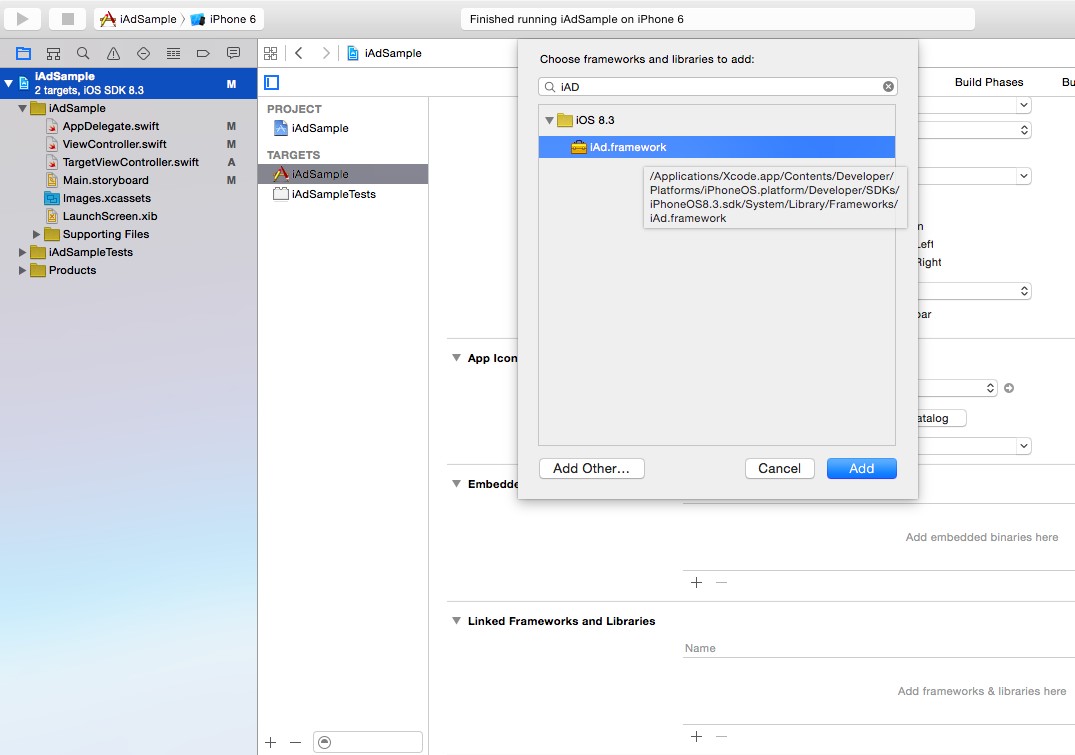 iAdSample
iPhone 6
Finished running iAdSample on iPhone 6
iAdSample
2 targets, iOS SDK 8.3
M
iAdSample
AppDelegate.swift
M
ViewController.swift
M
TargetViewController.swift
A
Main.storyboard
M
Images.xcassets
LaunchScreen.xib
Supporting Files
iAdSampleTests
Products
iAdSample
PROJECT
iAdSample
TARGETS
iAdSample
iAdSampleTests
Choose frameworks and libraries to add:
iAD
iOS 8.3
iAd.framework
/Applications/Xcode.app/Contents/Developer/
Platforms/iPhoneOS.platform/Developer/SDKs/
iPhoneOS8.3.sdk/System/Library/Frameworks/
iAd.framework
Add Other...
Cancel
Add
Build Phases
Bu
n
Left
Right
bar
App Icon
atalog
Embedde
Add embedded binaries here
Linked Frameworks and Libraries
Name
Add frameworks & libraries here